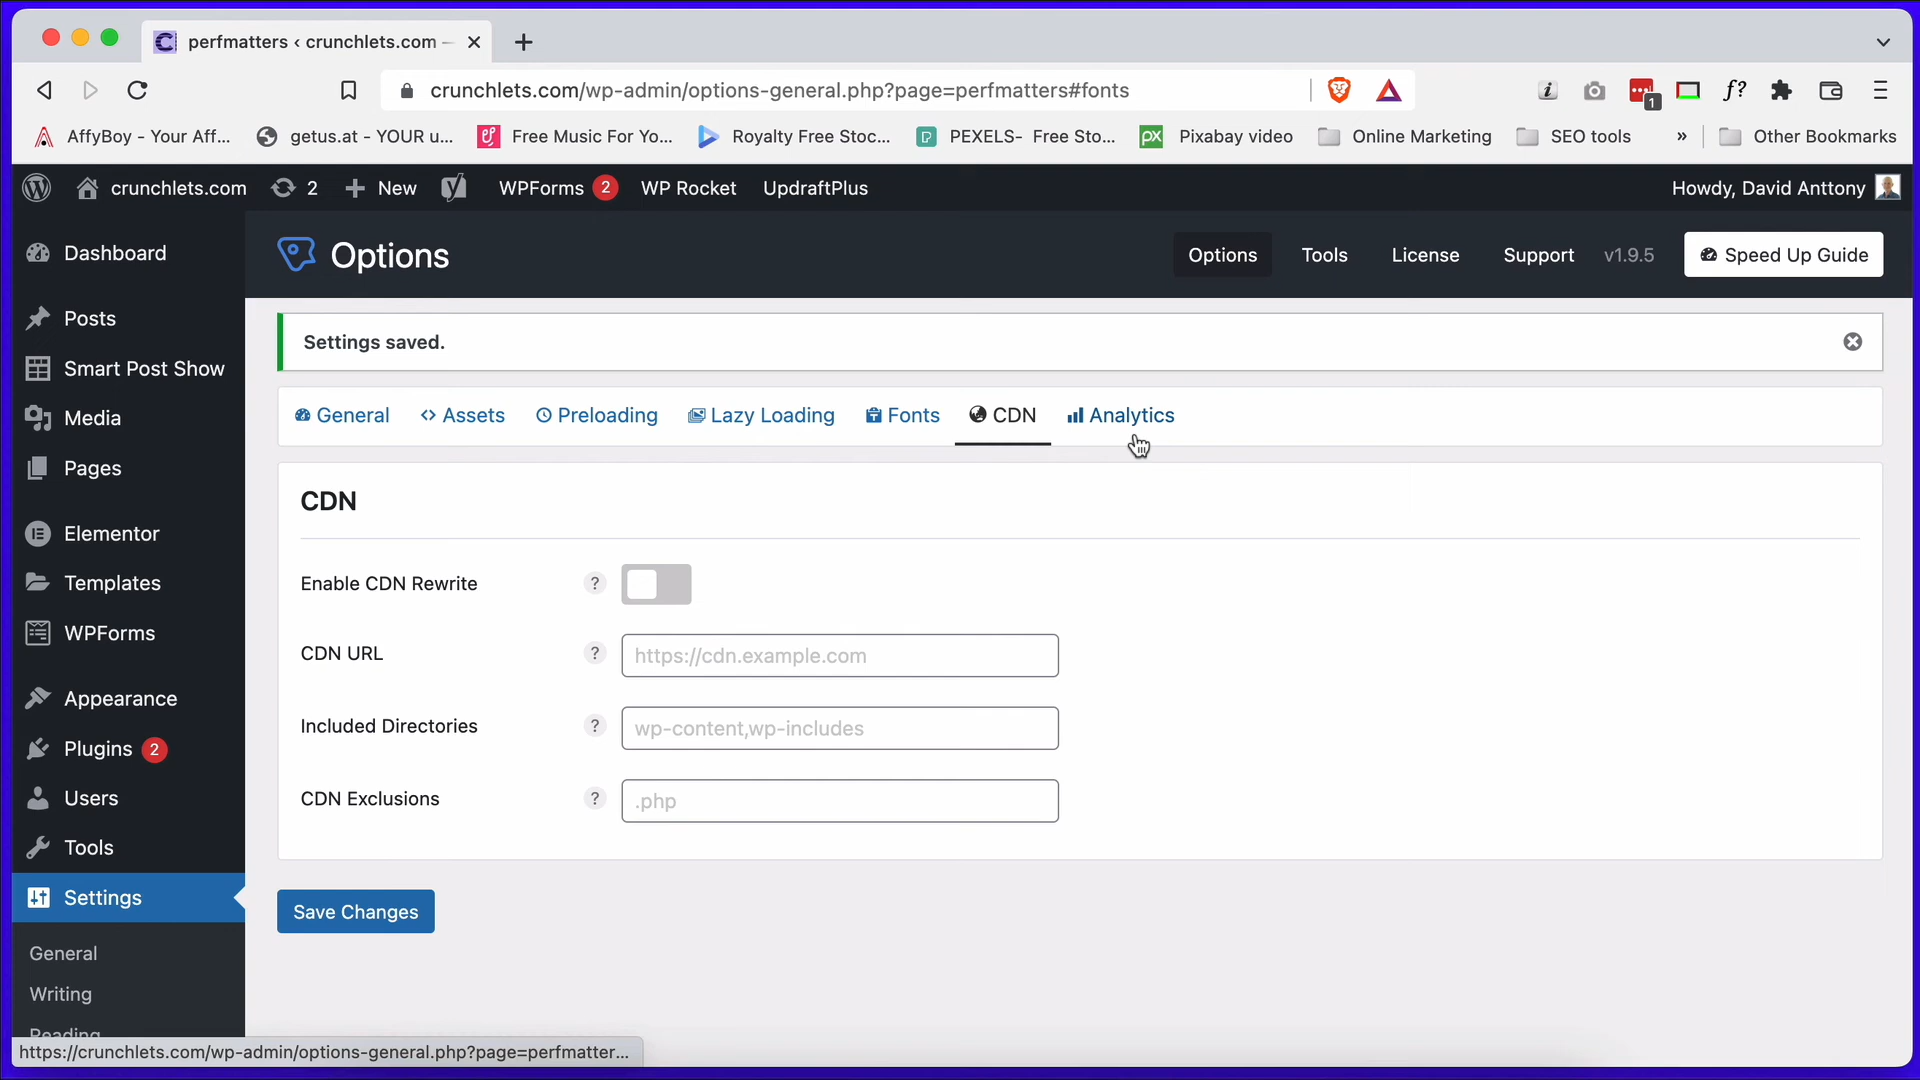 perfmatters ‹ crunchlets.com —
crunchlets.com/wp-admin/options-general.php?page=perfmatters#fonts
1
f?
AffyBoy - Your Aff...
getus.at - YOUR u...
Free Music For Yo...
Royalty Free Stoc...
PEXELS- Free Sto...
Pixabay video
Online Marketing
SEO tools
»
Other Bookmarks
crunchlets.com
2
New
WPForms 2
WP Rocket
UpdraftPlus
Howdy, David Anttony
Dashboard
Posts
Smart Post Show
Media
Pages
Elementor
Templates
WPForms
Appearance
Plugins 2
Users
Tools
Settings
General
Writing
Reading
Options
Options
Tools
License
Support
v1.9.5
Speed Up Guide
Settings saved.
General
Assets
Preloading
Lazy Loading
Fonts
CDN
Analytics
CDN
Enable CDN Rewrite ?
CDN URL ? https://cdn.example.com
Included Directories ? wp-content,wp-includes
CDN Exclusions ? .php
Save Changes
https://crunchlets.com/wp-admin/options-general.php?page=perfmatter...